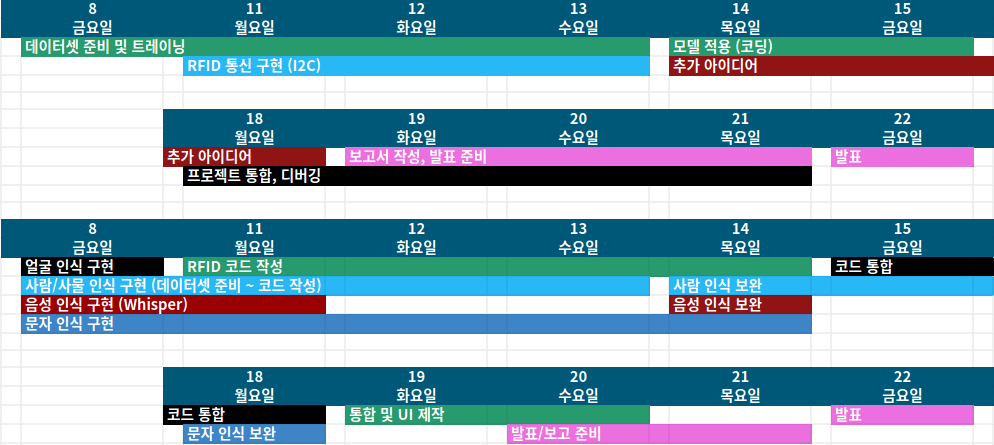 8 11 12 13 14 15
금요일 월요일 화요일 수요일 목요일 금요일
데이터셋 준비 및 트레이닝 모델 적용 (코딩)
RFID 통신 구현 (I2C) 추가 아이디어
18 19 20 21 22
월요일 화요일 수요일 목요일 금요일
추가 아이디어 보고서 작성, 발표 준비 발표
프로젝트 통합, 디버깅
8 11 12 13 14 15
금요일 월요일 화요일 수요일 목요일 금요일
얼굴 인식 구현 RFID 코드 작성 코드 통합
사람/사물 인식 구현 (데이터셋 준비 ~ 코드 작성) 사람 인식 보완
음성 인식 구현 (Whisper) 음성 인식 보완
문자 인식 구현
18 19 20 21 22
월요일 화요일 수요일 목요일 금요일
코드 통합 통합 및 UI 제작 발표
문자 인식 보완 발표/보고 준비